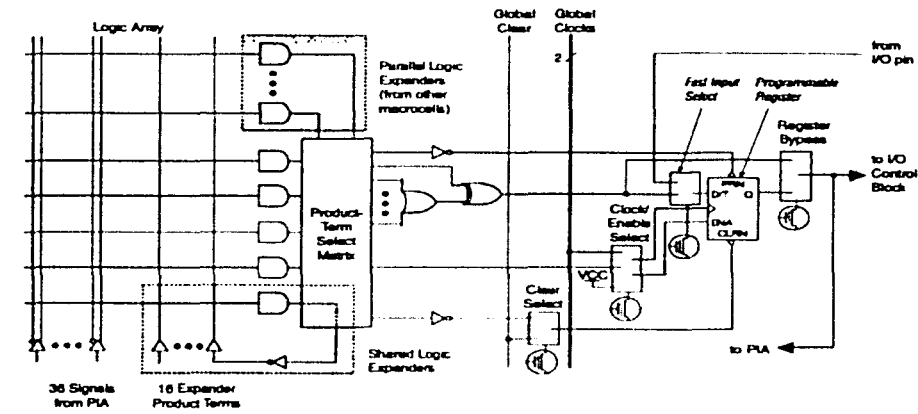 Logic Array
Global
Clear
Global
Clocks
2
from
I/O pin
Parallel Logic
Expanders
(from other
macrocells)
Fast Input
Select
Programmable
Register
Register
Bypass
to I/O
Control
Block
PRN
D/T Q
Clock/
Enable
Select
ENA
CLRN
Product-
Term
Select
Matrix
VCC
Clear
Select
Shared Logic
Expanders
to PIA
36 Signals
from PIA
16 Expander
Product Terms